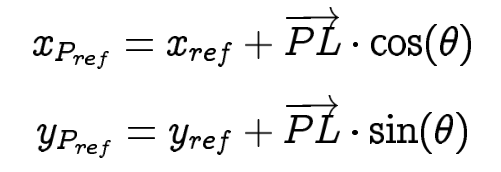 $x_{P_{ref}} = x_{ref} + \overrightarrow{PL} \cdot \cos(\theta)$
$y_{P_{ref}} = y_{ref} + \overrightarrow{PL} \cdot \sin(\theta)$